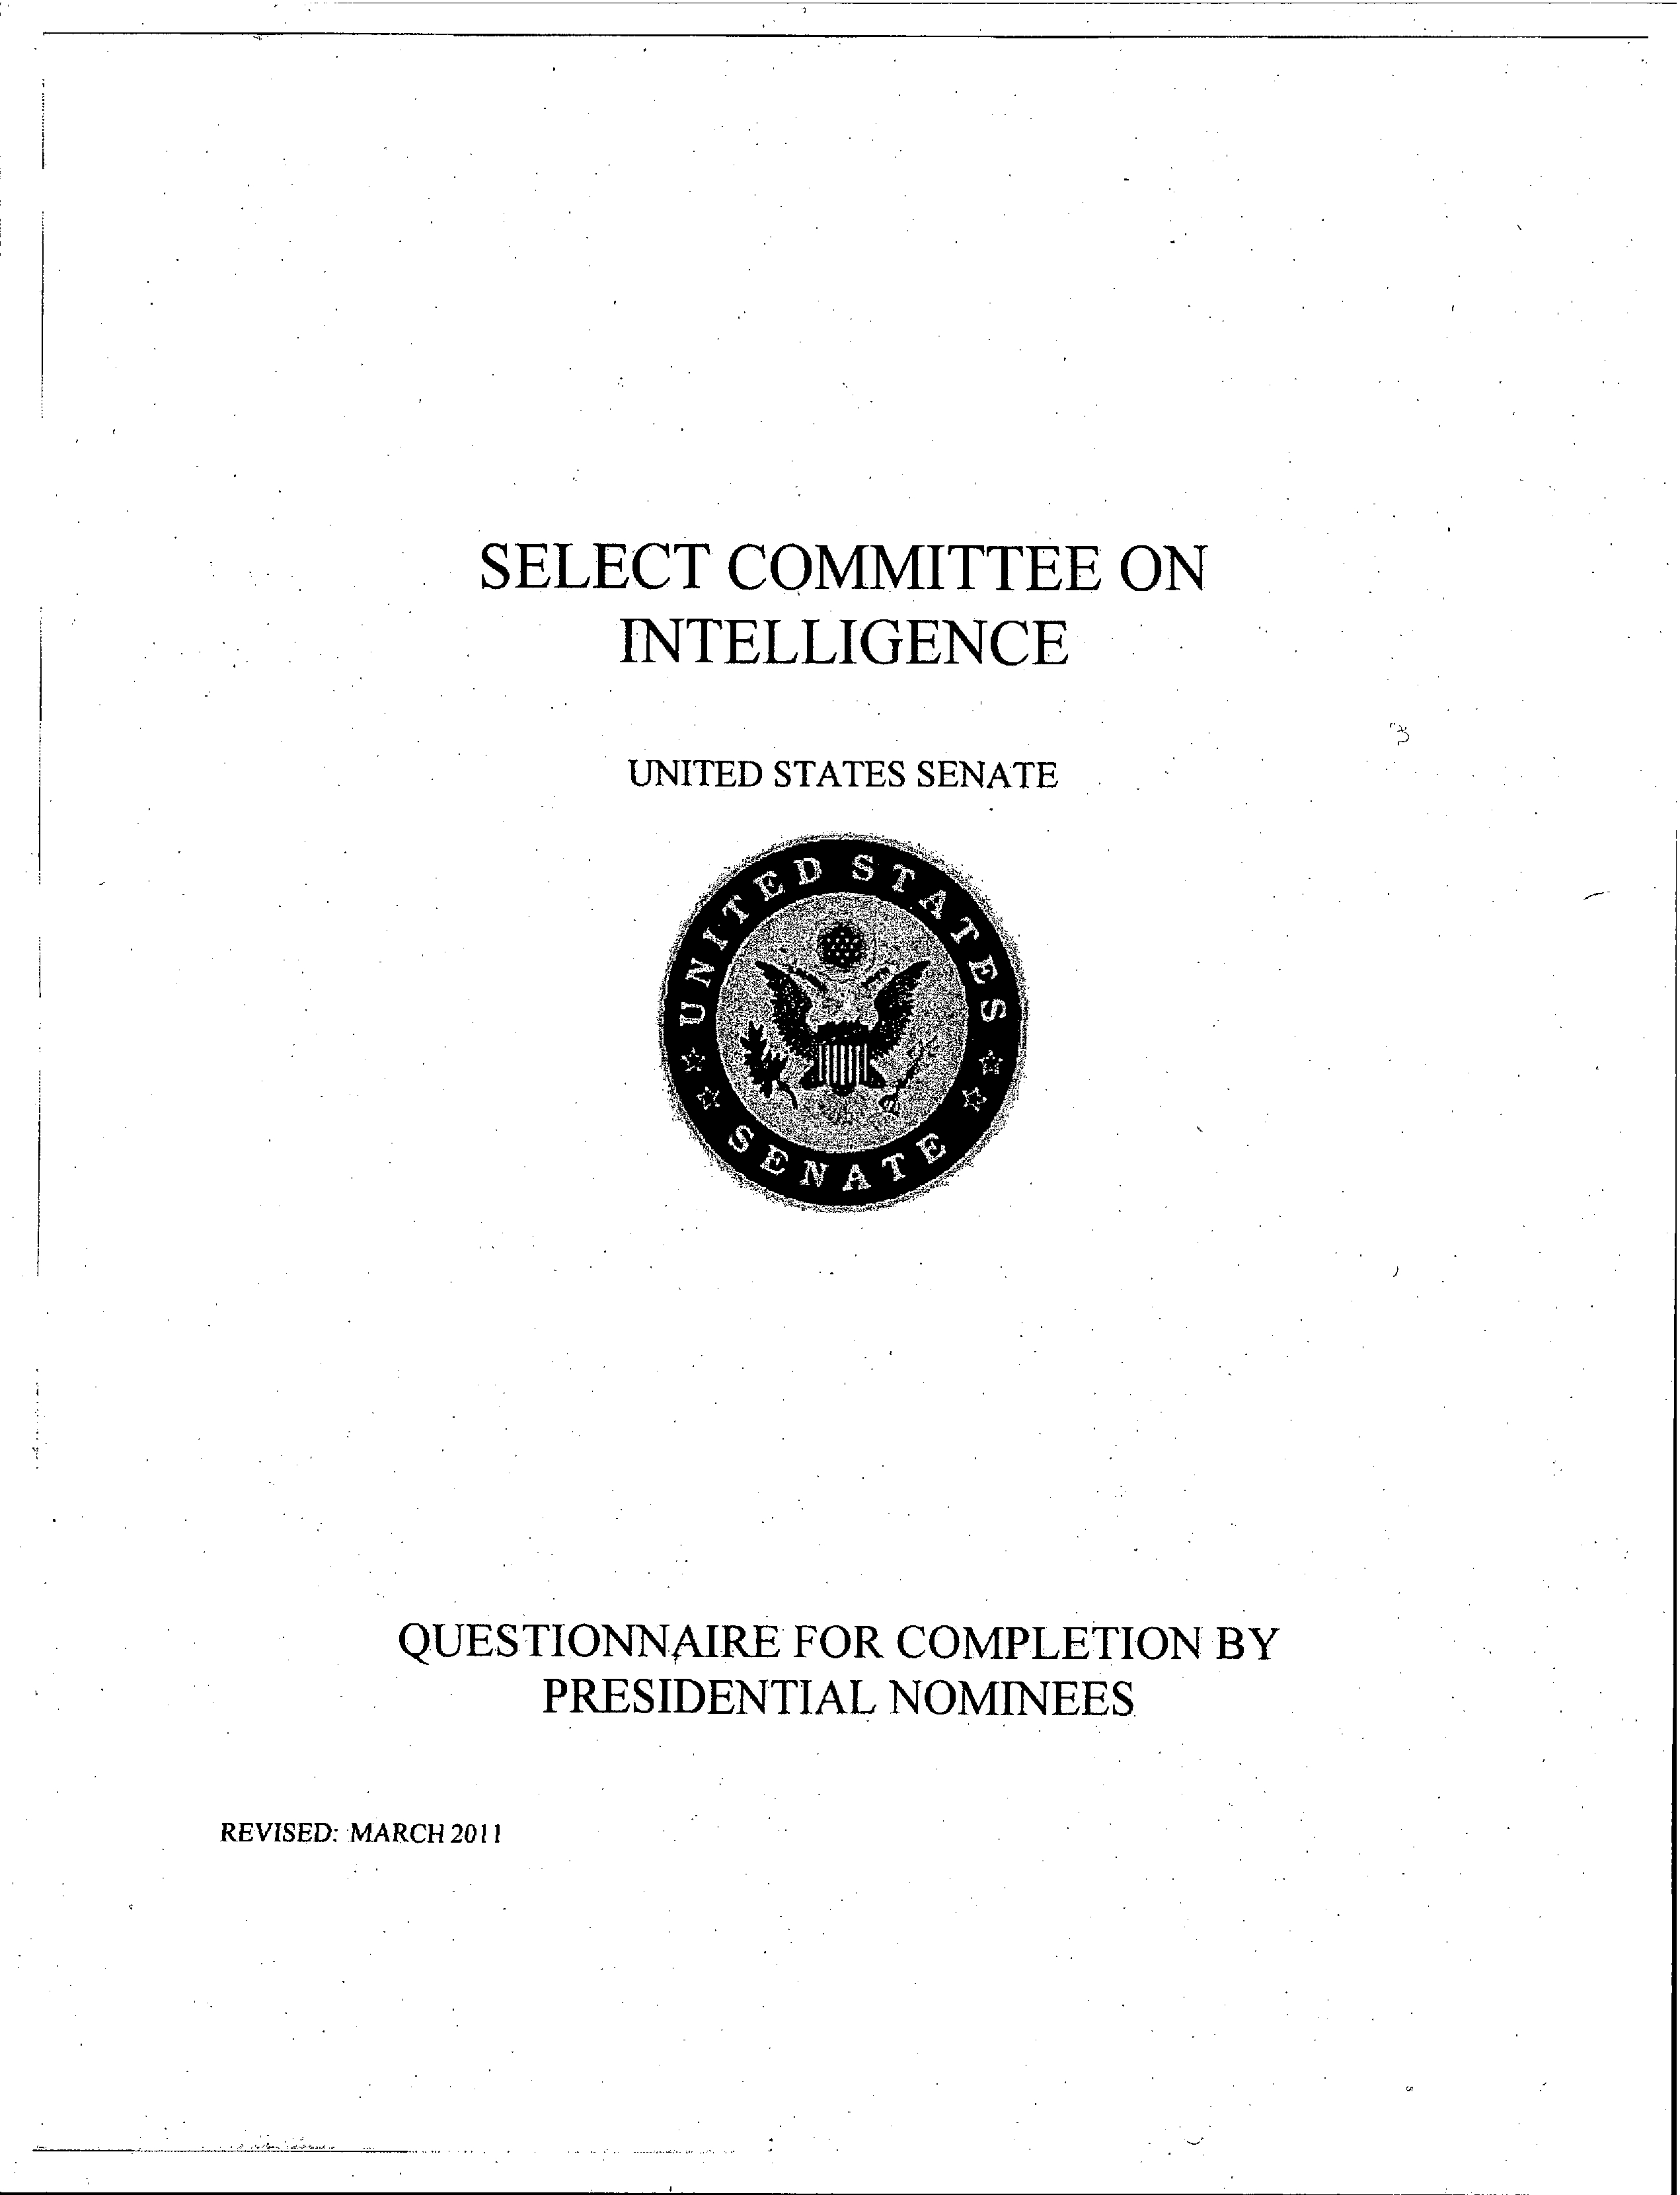 SELECT COMMITTEE ON
INTELLIGENCE
UNITED STATES SENATE
UNITED STATES
SENATE
QUESTIONNAIRE FOR COMPLETION BY
PRESIDENTIAL NOMINEES
REVISED: MARCH 2011